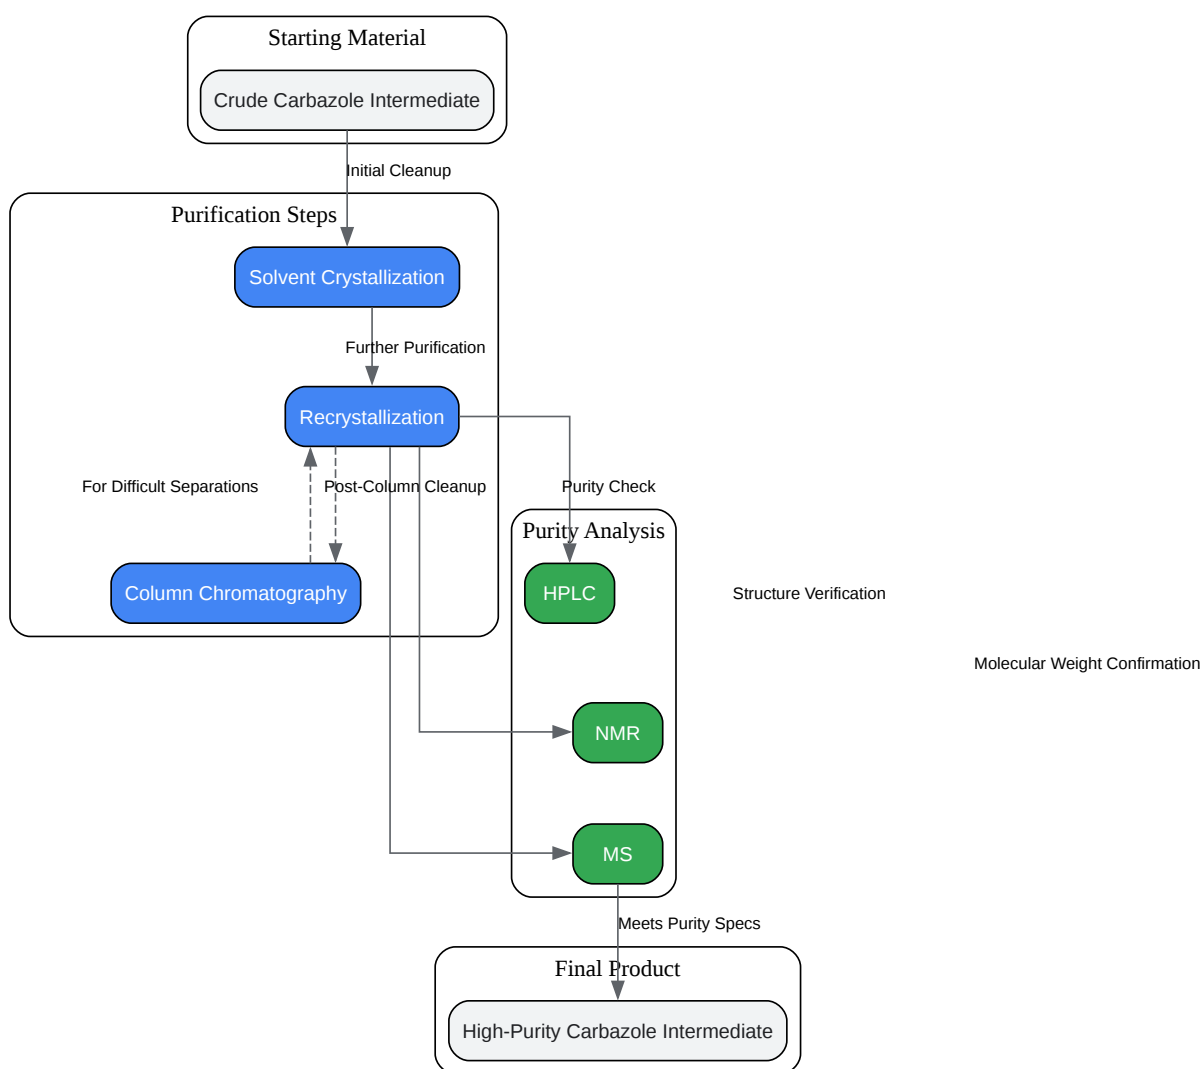 Starting Material
Crude Carbazole Intermediate
Initial Cleanup
Purification Steps
Solvent Crystallization
Further Purification
Recrystallization
For Difficult Separations
Post-Column Cleanup
Purity Check
Purity Analysis
Column Chromatography
HPLC
Structure Verification
Molecular Weight Confirmation
NMR
MS
Meets Purity Specs
Final Product
High-Purity Carbazole Intermediate